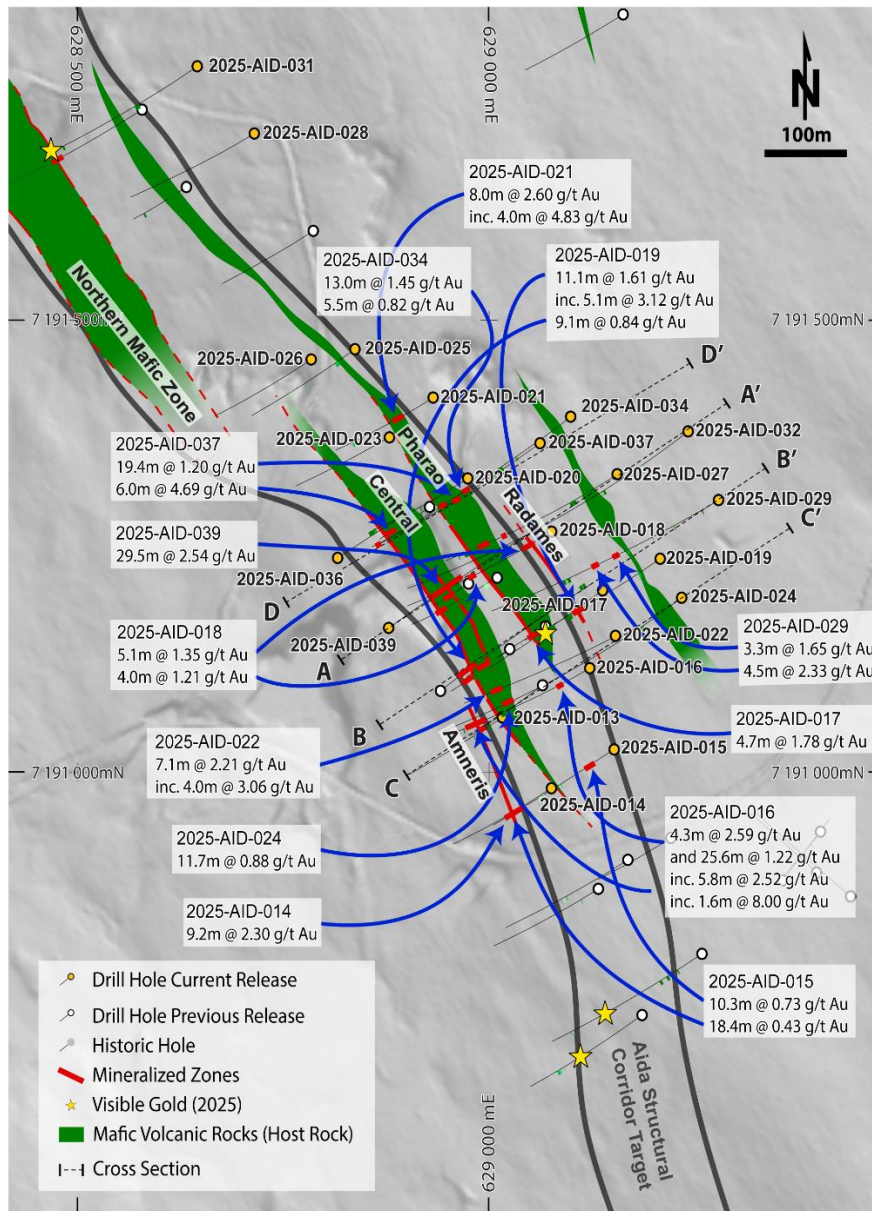 628 500 mE
629 000 mE
N
100m
2025-AID-031
2025-AID-028
2025-AID-021
8.0m @ 2.60 g/t Au
inc. 4.0m @ 4.83 g/t Au
2025-AID-034
13.0m @ 1.45 g/t Au
5.5m @ 0.82 g/t Au
2025-AID-019
11.1m @ 1.61 g/t Au
inc. 5.1m @ 3.12 g/t Au
9.1m @ 0.84 g/t Au
Northern Mafic Zone
7 191 500mN
7 191 500mN
2025-AID-026
2025-AID-025
D'
2025-AID-021
A'
2025-AID-034
2025-AID-032
2025-AID-023
Pharao
2025-AID-037
B'
2025-AID-037
19.4m @ 1.20 g/t Au
6.0m @ 4.69 g/t Au
2025-AID-020
2025-AID-027
Central
Radames
2025-AID-029
C'
2025-AID-039
29.5m @ 2.54 g/t Au
2025-AID-018
2025-AID-036
2025-AID-019
D
2025-AID-017
2025-AID-024
2025-AID-018
5.1m @ 1.35 g/t Au
4.0m @ 1.21 g/t Au
2025-AID-039
2025-AID-022
2025-AID-029
3.3m @ 1.65 g/t Au
4.5m @ 2.33 g/t Au
A
2025-AID-016
B
2025-AID-013
2025-AID-017
4.7m @ 1.78 g/t Au
2025-AID-022
7.1m @ 2.21 g/t Au
inc. 4.0m @ 3.06 g/t Au
Amneris
2025-AID-015
7 191 000mN
7 191 000mN
C
2025-AID-014
2025-AID-016
4.3m @ 2.59 g/t Au
and 25.6m @ 1.22 g/t Au
inc. 5.8m @ 2.52 g/t Au
inc. 1.6m @ 8.00 g/t Au
2025-AID-024
11.7m @ 0.88 g/t Au
2025-AID-014
9.2m @ 2.30 g/t Au
2025-AID-015
10.3m @ 0.73 g/t Au
18.4m @ 0.43 g/t Au
Drill Hole Current Release
Drill Hole Previous Release
Historic Hole
Mineralized Zones
Visible Gold (2025)
Mafic Volcanic Rocks (Host Rock)
Cross Section
629 000 mE
Aida Structural
Corridor Target